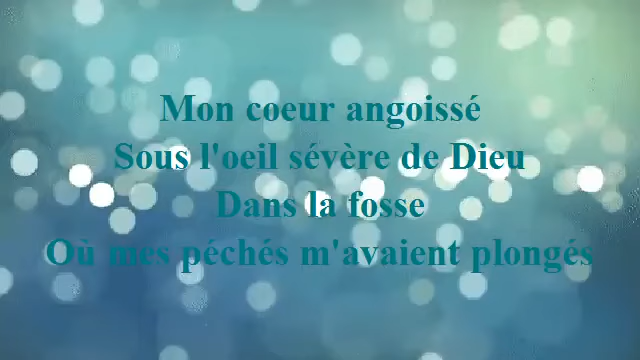 Mon coeur angoissé
Sous l'oeil sévère de Dieu
Dans la fosse
Où mes péchés m'avaient plongés